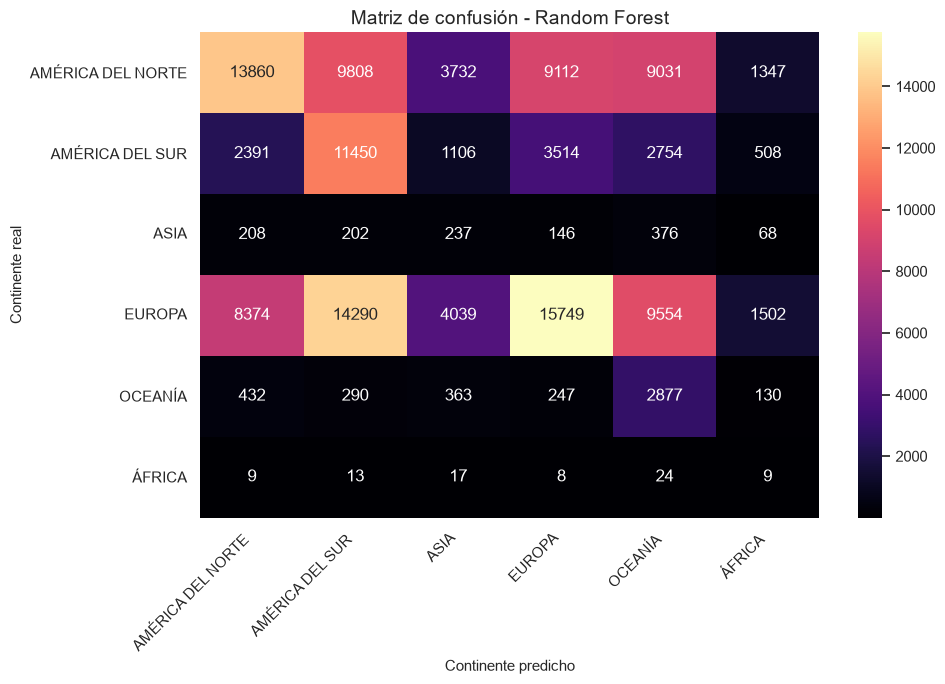 Matriz de confusión - Random Forest
AMÉRICA DEL NORTE 13860 9808 3732 9112 9031 1347
AMÉRICA DEL SUR 2391 11450 1106 3514 2754 508
ASIA 208 202 237 146 376 68
EUROPA 8374 14290 4039 15749 9554 1502
OCEANÍA 432 290 363 247 2877 130
ÁFRICA 9 13 17 8 24 9
Continente real
AMÉRICA DEL NORTE AMÉRICA DEL SUR ASIA EUROPA OCEANÍA ÁFRICA
Continente predicho
14000
12000
10000
8000
6000
4000
2000